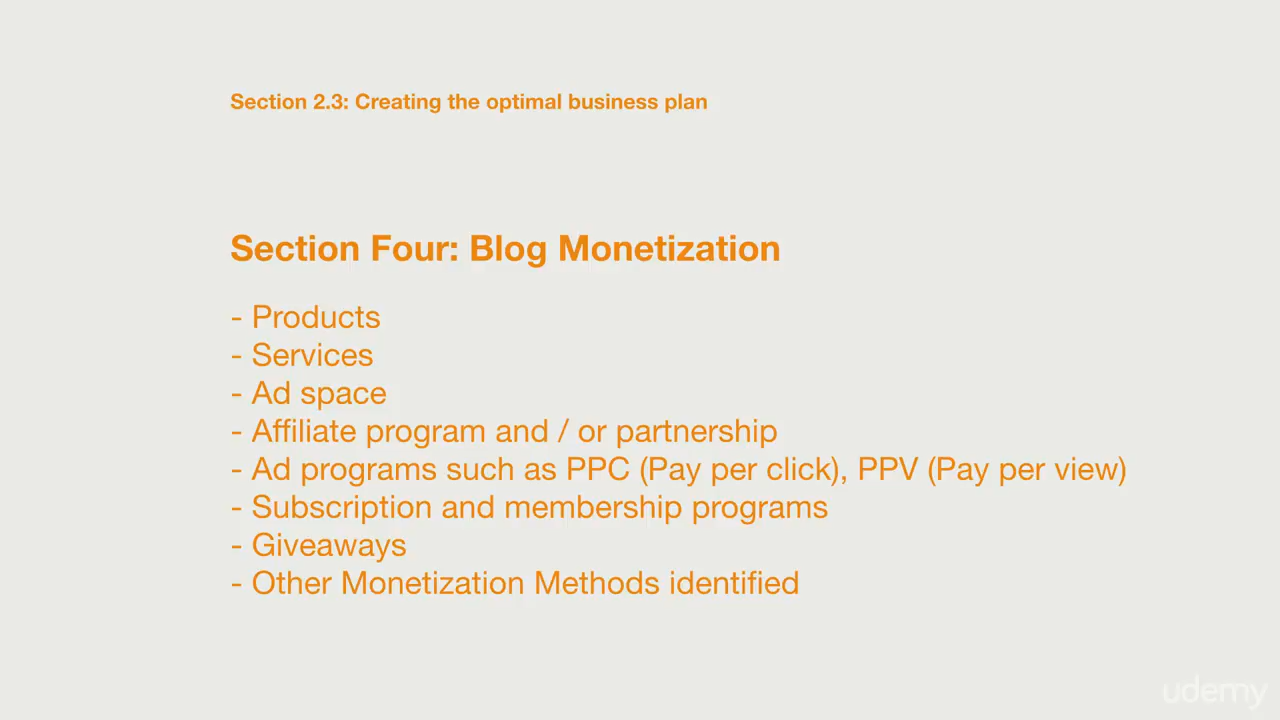 Section 2.3: Creating the optimal business plan
Section Four: Blog Monetization
- Products
- Services
- Ad space
- Affiliate program and / or partnership
- Ad programs such as PPC (Pay per click), PPV (Pay per view)
- Subscription and membership programs
- Giveaways
- Other Monetization Methods identified
udemy